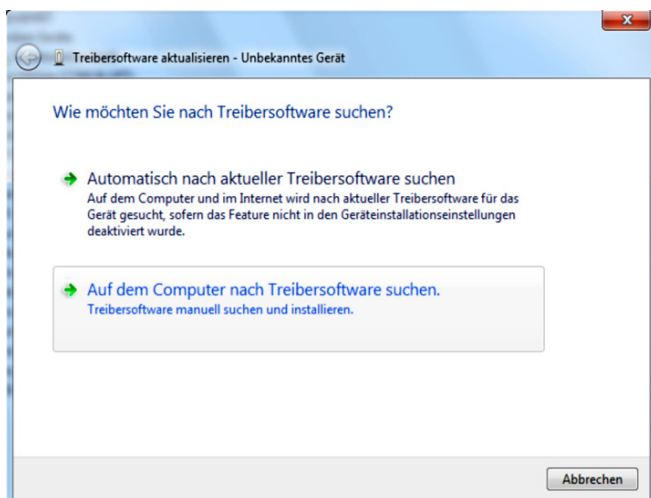 Treibersoftware aktualisieren - Unbekanntes Gerät
Wie möchten Sie nach Treibersoftware suchen?
Automatisch nach aktueller Treibersoftware suchen
Auf dem Computer und im Internet wird nach aktueller Treibersoftware für das
Gerät gesucht, sofern das Feature nicht in den Geräteinstallationseinstellungen
deaktiviert wurde.
Auf dem Computer nach Treibersoftware suchen.
Treibersoftware manuell suchen und installieren.
Abbrechen